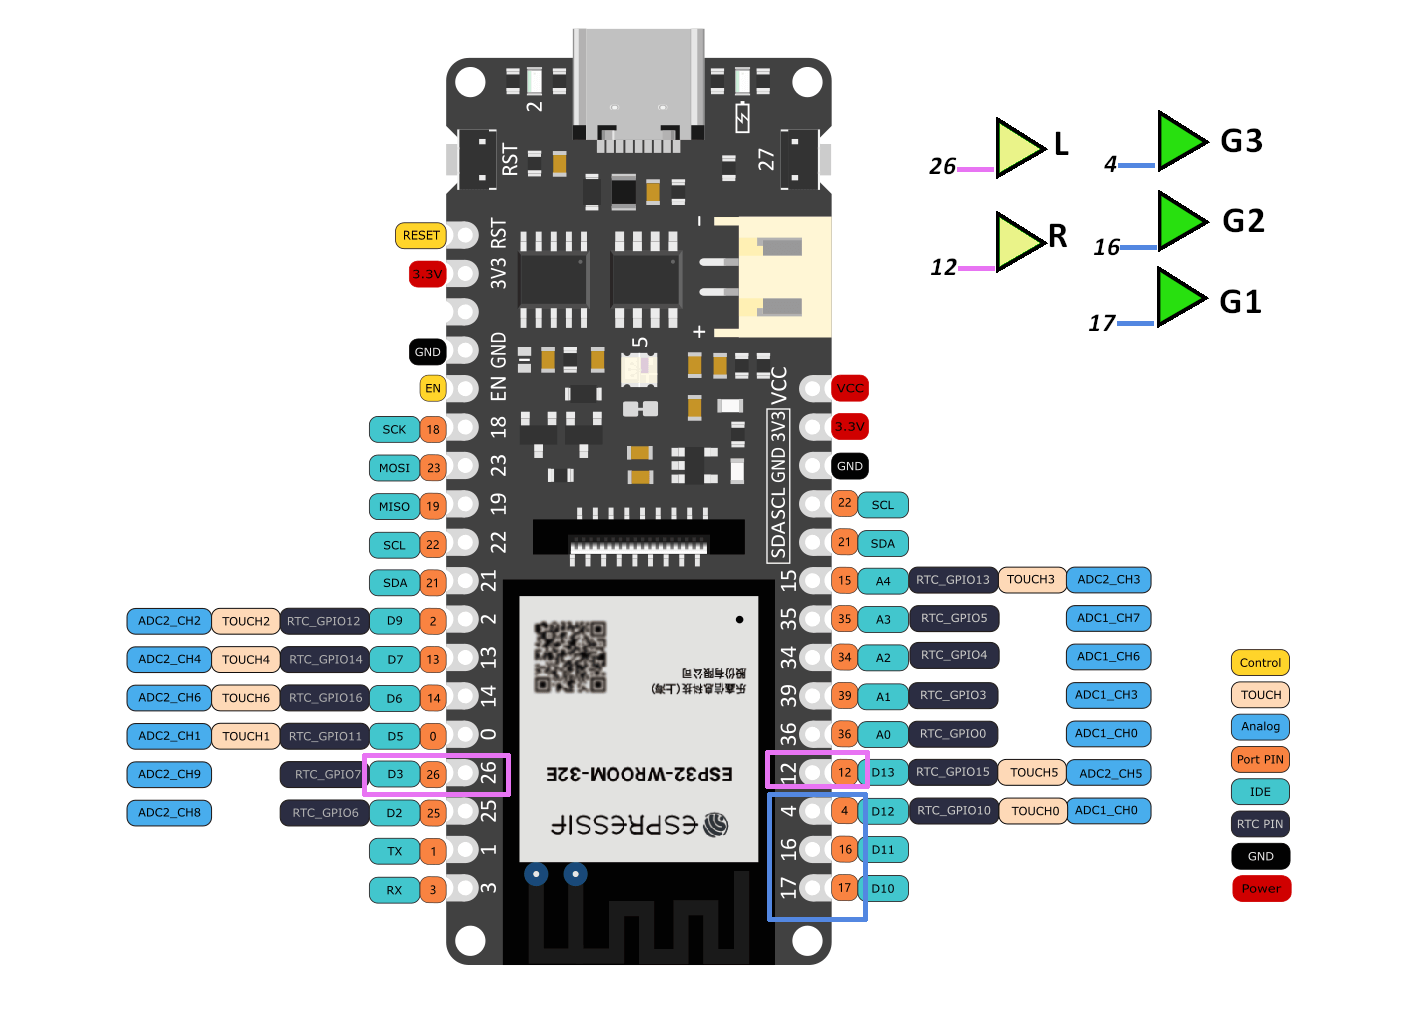 2
RST
27
RESET
3.3V
GND
EN
SCK 18
MOSI 23
MISO 19
SCL 22
SDA 21
ADC2_CH2 TOUCH2 RTC_GPIO12 D9 2
ADC2_CH4 TOUCH4 RTC_GPIO14 D7 13
ADC2_CH6 TOUCH6 RTC_GPIO16 D6 14
ADC2_CH1 TOUCH1 RTC_GPIO11 D5 0
ADC2_CH9 RTC_GPIO7 D3 26
ADC2_CH8 RTC_GPIO6 D2 25
TX 1
RX 3
RST
3V3
GND
EN
18
23
19
22
21
2
13
14
0
26
25
1
3
-
+
5
乐鑫信息科技(上海)
股份有限公司
ESP32-WROOM-32E
ESPRESSIF
VCC
3V3
GND
SCL
SDA
15
35
34
39
36
12
4
16
17
VCC
3.3V
GND
22 SCL
21 SDA
15 A4 RTC_GPIO13 TOUCH3 ADC2_CH3
35 A3 RTC_GPIO5 ADC1_CH7
34 A2 RTC_GPIO4 ADC1_CH6
39 A1 RTC_GPIO3 ADC1_CH3
36 A0 RTC_GPIO0 ADC1_CH0
12 D13 RTC_GPIO15 TOUCH5 ADC2_CH5
4 D12 RTC_GPIO10 TOUCH0 ADC1_CH0
16 D11
17 D10
26 L
12 R
4 G3
16 G2
17 G1
Control
TOUCH
Analog
Port PIN
IDE
RTC PIN
GND
Power